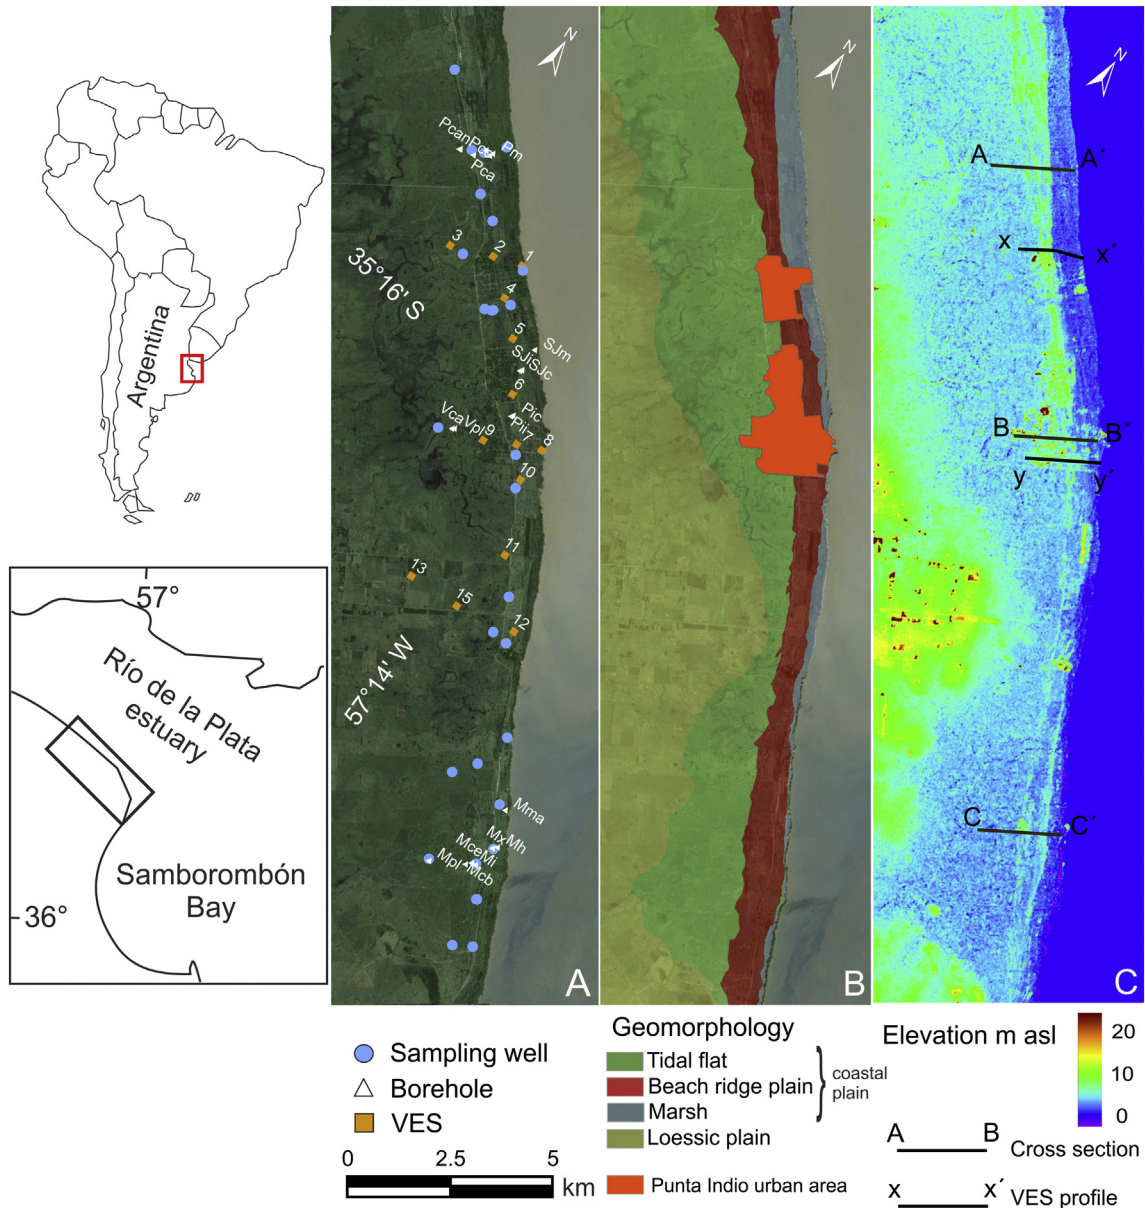 Argentina
57°
Río de la Plata
estuary
Samborombón
Bay
36°
N
PcanPcp
Pm
Pca
3
2
1
35°16' S
4
5
SJm
SJiSJc
6
Pic
Pii
7
VcaVpl
9
8
10
11
13
15
12
57°14' W
Mma
MxMh
MceMi
Mpl
Mcb
A
N
B
N
A
A´
x
x´
B
B´
y
y´
C
C´
C
Sampling well
Borehole
VES
0
2.5
5
km
Geomorphology
Tidal flat
Beach ridge plain
Marsh
Loessic plain
coastal
plain
Punta Indio urban area
Elevation m asl
20
10
0
A
B
Cross section
x
x´
VES profile